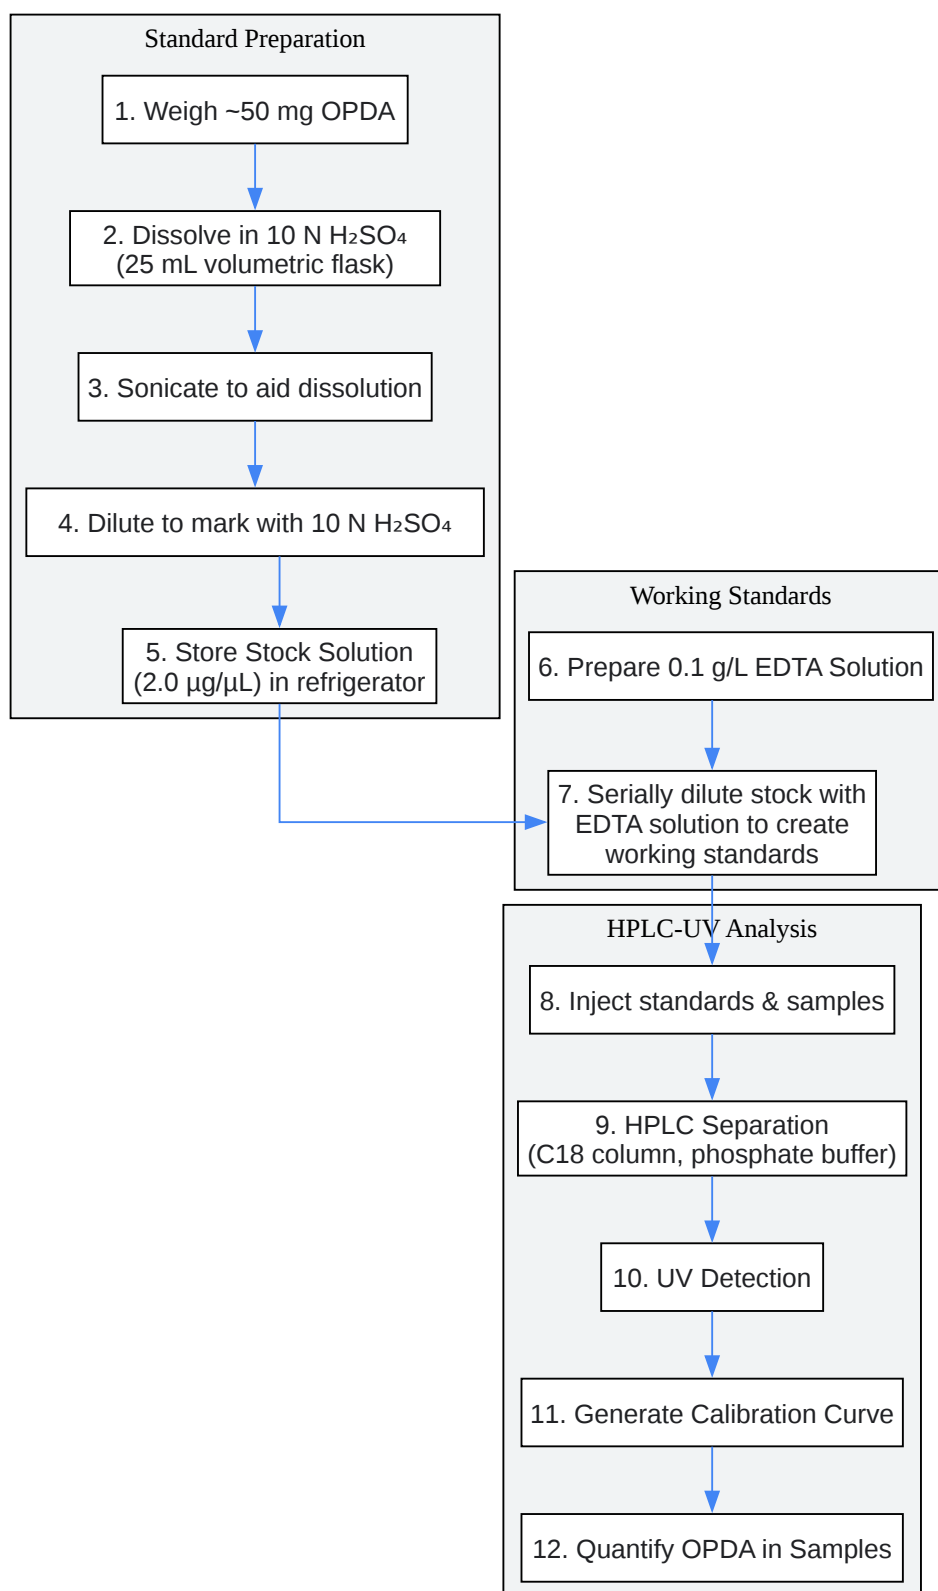 Standard Preparation
1. Weigh ~50 mg OPDA
2. Dissolve in 10 N H₂SO₄
(25 mL volumetric flask)
3. Sonicate to aid dissolution
4. Dilute to mark with 10 N H₂SO₄
5. Store Stock Solution
(2.0 µg/µL) in refrigerator
Working Standards
6. Prepare 0.1 g/L EDTA Solution
7. Serially dilute stock with
EDTA solution to create
working standards
HPLC-UV Analysis
8. Inject standards & samples
9. HPLC Separation
(C18 column, phosphate buffer)
10. UV Detection
11. Generate Calibration Curve
12. Quantify OPDA in Samples